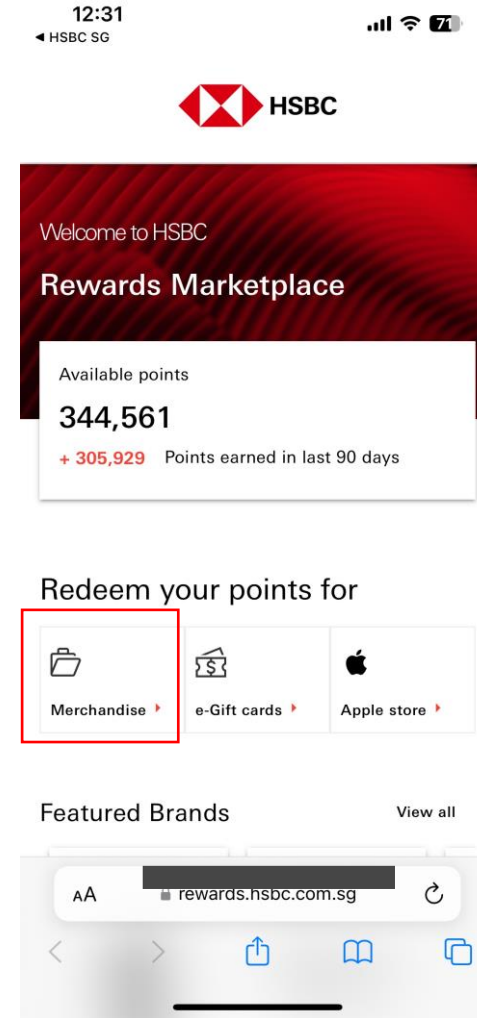 12:31
◀ HSBC SG
71
HSBC
Welcome to HSBC
Rewards Marketplace
Available points
344,561
+ 305,929 Points earned in last 90 days
Redeem your points for
$
Merchandise
e-Gift cards
Apple store
Featured Brands
View all
AA
rewards.hsbc.com.sg